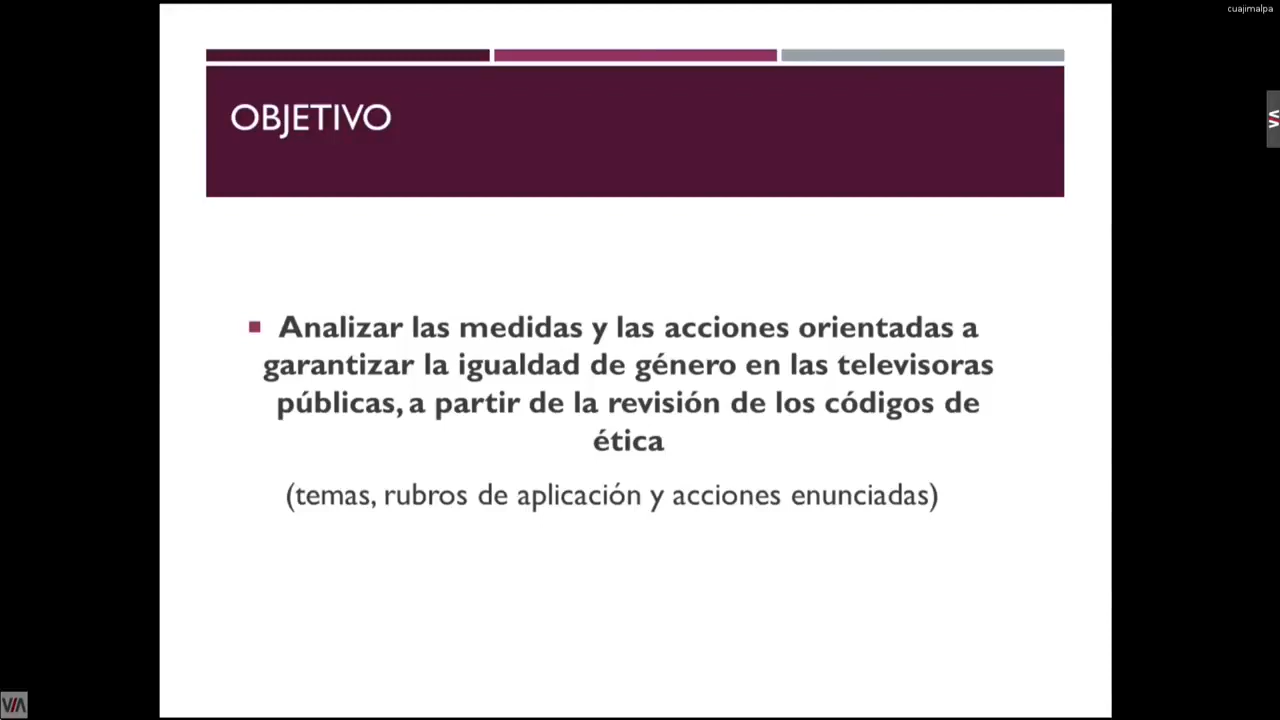 cuajimalpa
OBJETIVO
Analizar las medidas y las acciones orientadas a
garantizar la igualdad de género en las televisoras
públicas, a partir de la revisión de los códigos de
ética
(temas, rubros de aplicación y acciones enunciadas)